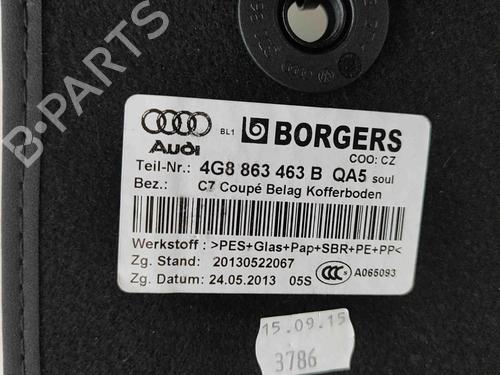 Audi
BL1 BORGERS
COO: CZ
Teil-Nr.: 4G8 863 463 B QA5 soul
Bez.: C7 Coupé Belag Kofferboden
Werkstoff : >PES+Glas+Pap+SBR+PE+PP<
Zg. Stand: 20130522067
Zg. Datum: 24.05.2013 05S
CCC A065093
15.09.15
3786